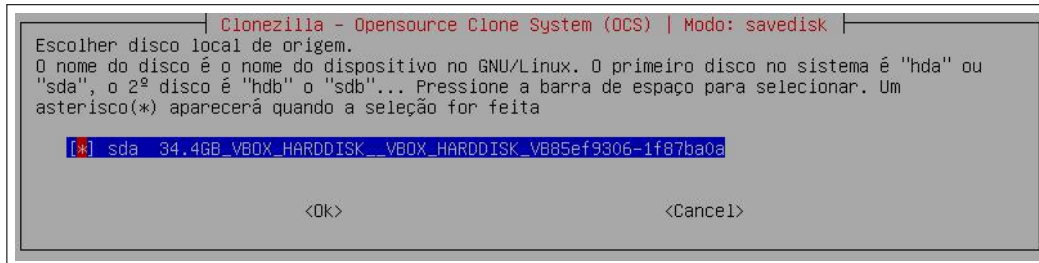 Clonezilla - Opensource Clone System (OCS) | Modo: savedisk
Escolher disco local de origem.
O nome do disco é o nome do dispositivo no GNU/Linux. O primeiro disco no sistema é "hda" ou
"sda", o 2º disco é "hdb" o "sdb"... Pressione a barra de espaço para selecionar. Um
asterisco(*) aparecerá quando a seleção for feita
[*] sda 34.4GB_VBOX_HARDDISK__VBOX_HARDDISK_VB85ef9306-1f87ba0a
<Ok> <Cancel>